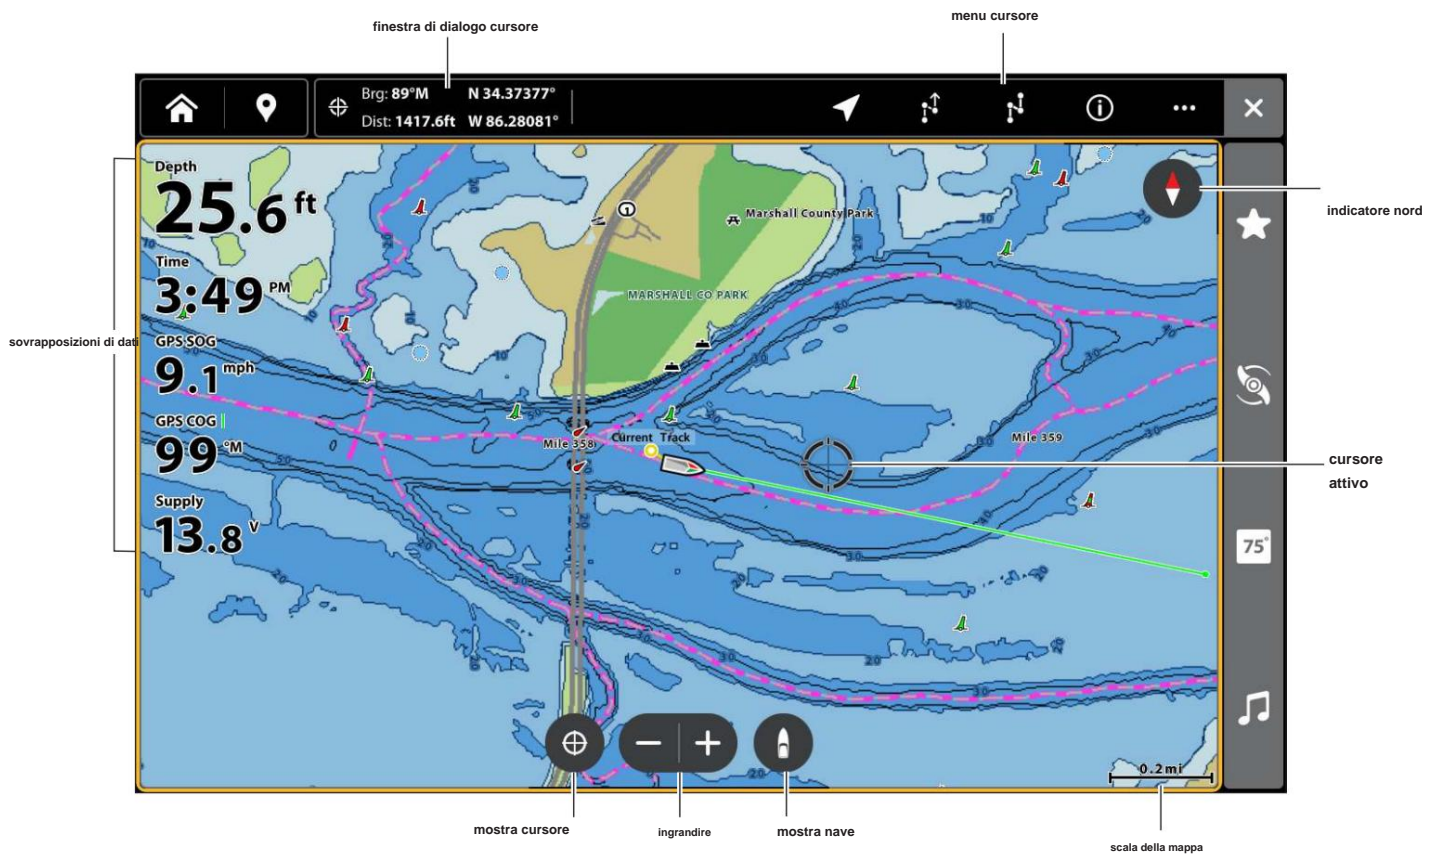 finestra di dialogo cursore
menu cursore
Brg: 89°M
N 34.37377°
Dist: 1417.6ft
W 86.28081°
sovrapposizioni di dati
Depth
25.6 ft
Time
3:49 PM
GPS SOG
9.1 mph
GPS COG
99 °M
Supply
13.8 V
1
Marshall County Park
MARSHALL CO PARK
indicatore nord
Current Track
Mile 358
Mile 359
cursore
attivo
75°
0.2mi
mostra cursore
ingrandire
mostra nave
scala della mappa